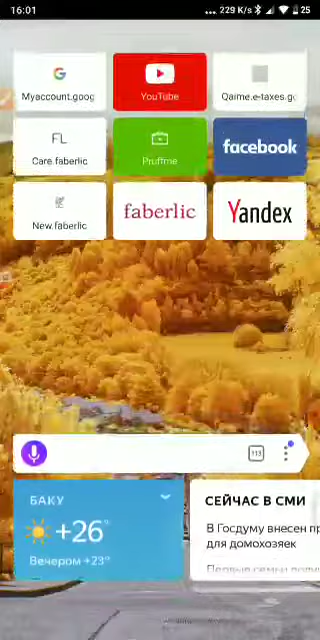 16:01
... 229 K/s 25
Myaccount.goog
YouTube
Qaime.e-taxes.gc
FL
Care.faberlic
Pruffme
facebook
New.faberlic
faberlic
Yandex
113
БАКУ
СЕЙЧАС В СМИ
+26°
В Госдуму внесен пр
для домохозяек
Вечером +23°